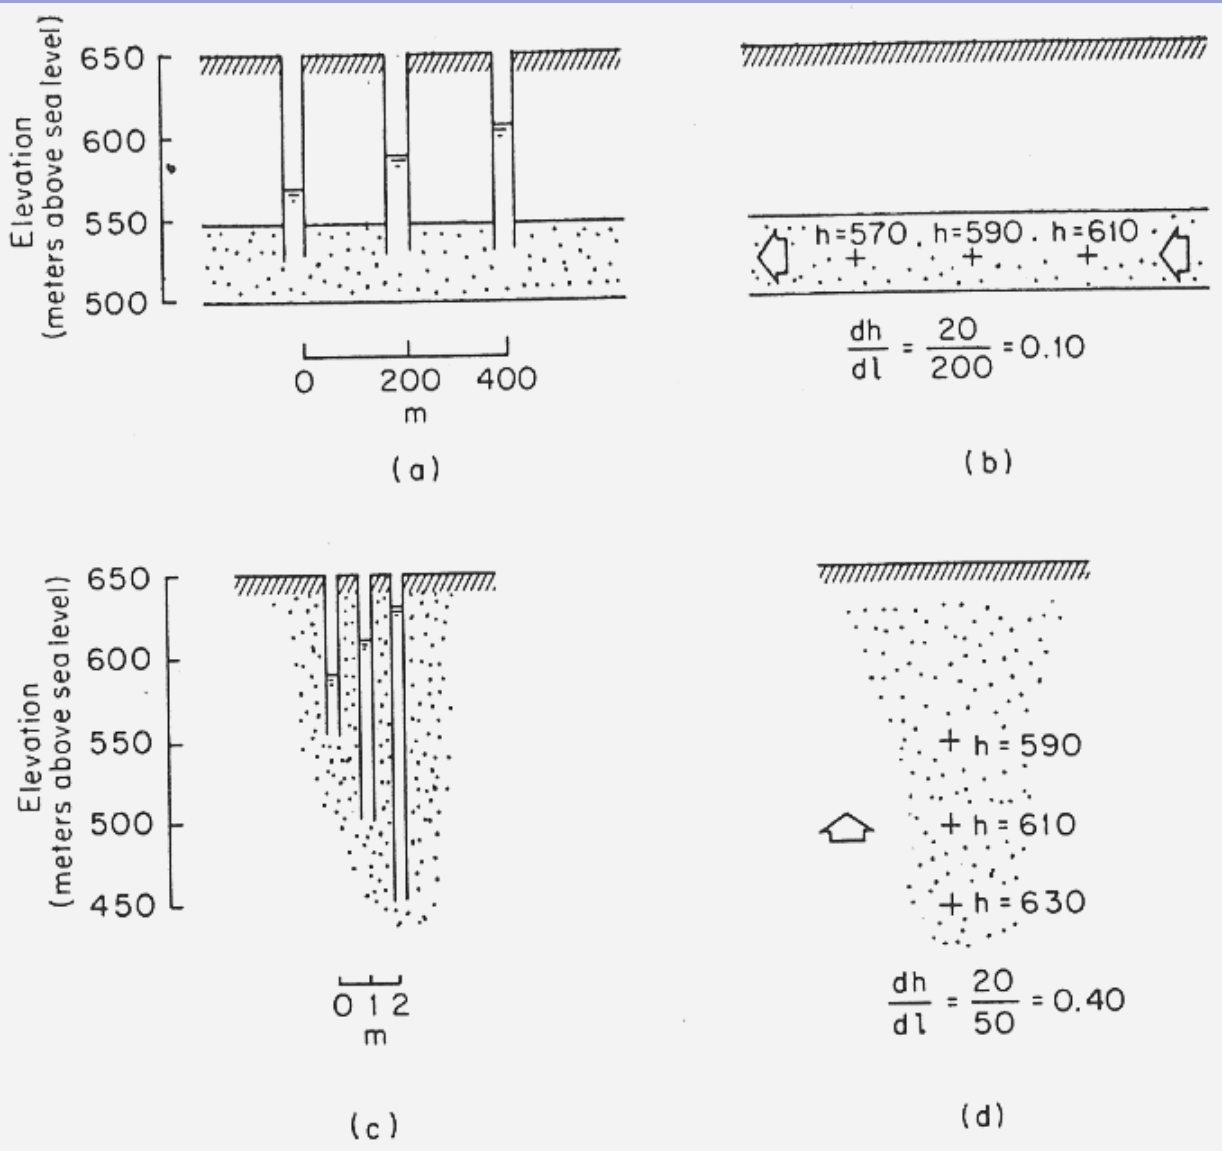 Elevation
(meters above sea level)
650
600
550
500
0 200 400
m
(a)
h=570 . h=590 . h=610
dh/dl = 20/200 = 0.10
(b)
Elevation
(meters above sea level)
650
600
550
500
450
0 1 2
m
(c)
h = 590
h = 610
h = 630
dh/dl = 20/50 = 0.40
(d)